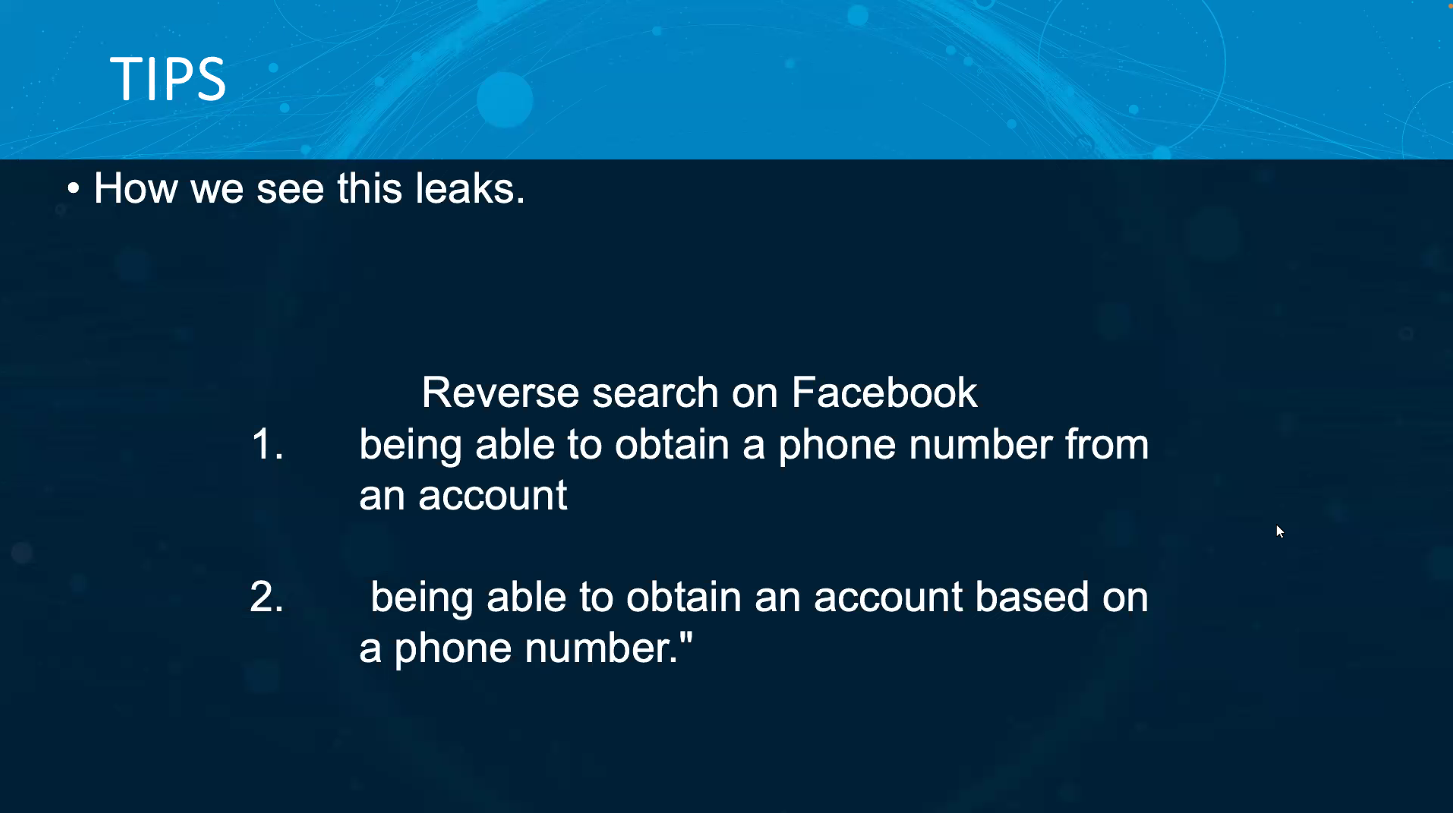 TIPS
• How we see this leaks.
Reverse search on Facebook
1. being able to obtain a phone number from
an account
2. being able to obtain an account based on
a phone number."